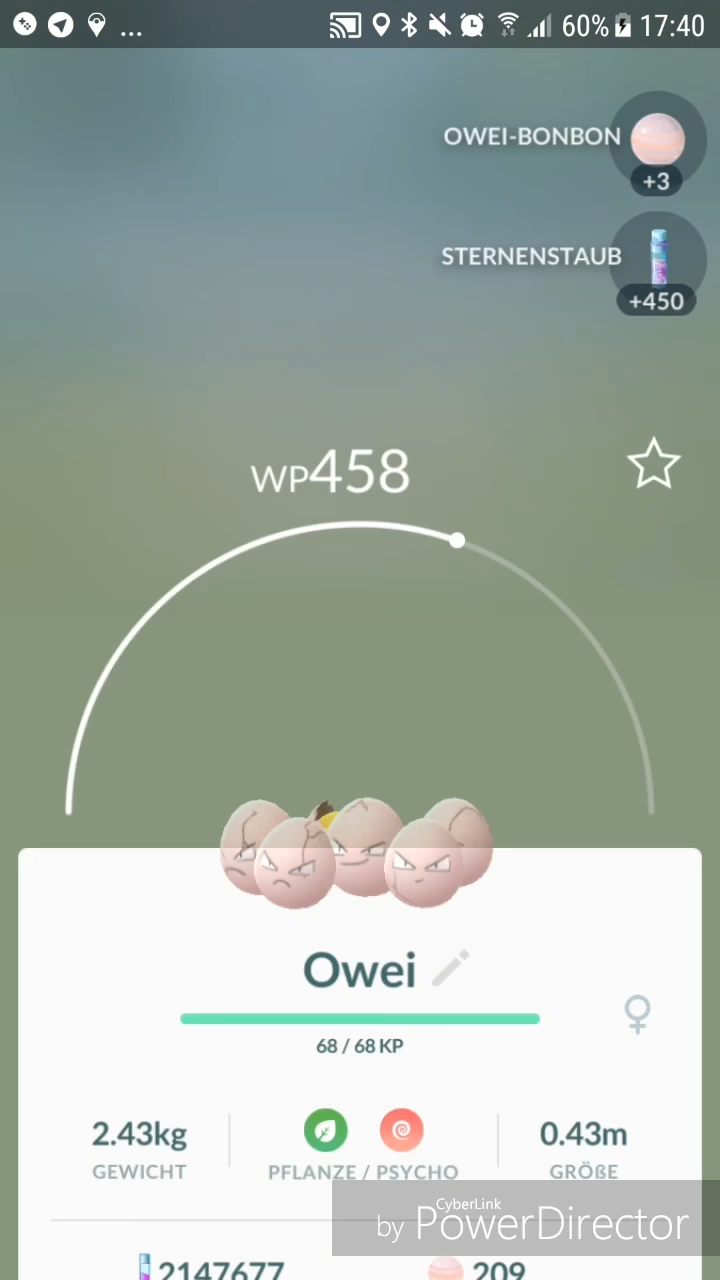 ... 60% 17:40
OWEI-BONBON
+3
STERNENSTAUB
+450
WP458
Owei
68 / 68 KP
2.43kg
GEWICHT
PFLANZE / PSYCHO
0.43m
GRÖßE
CyberLink
by PowerDirector
2147677
209